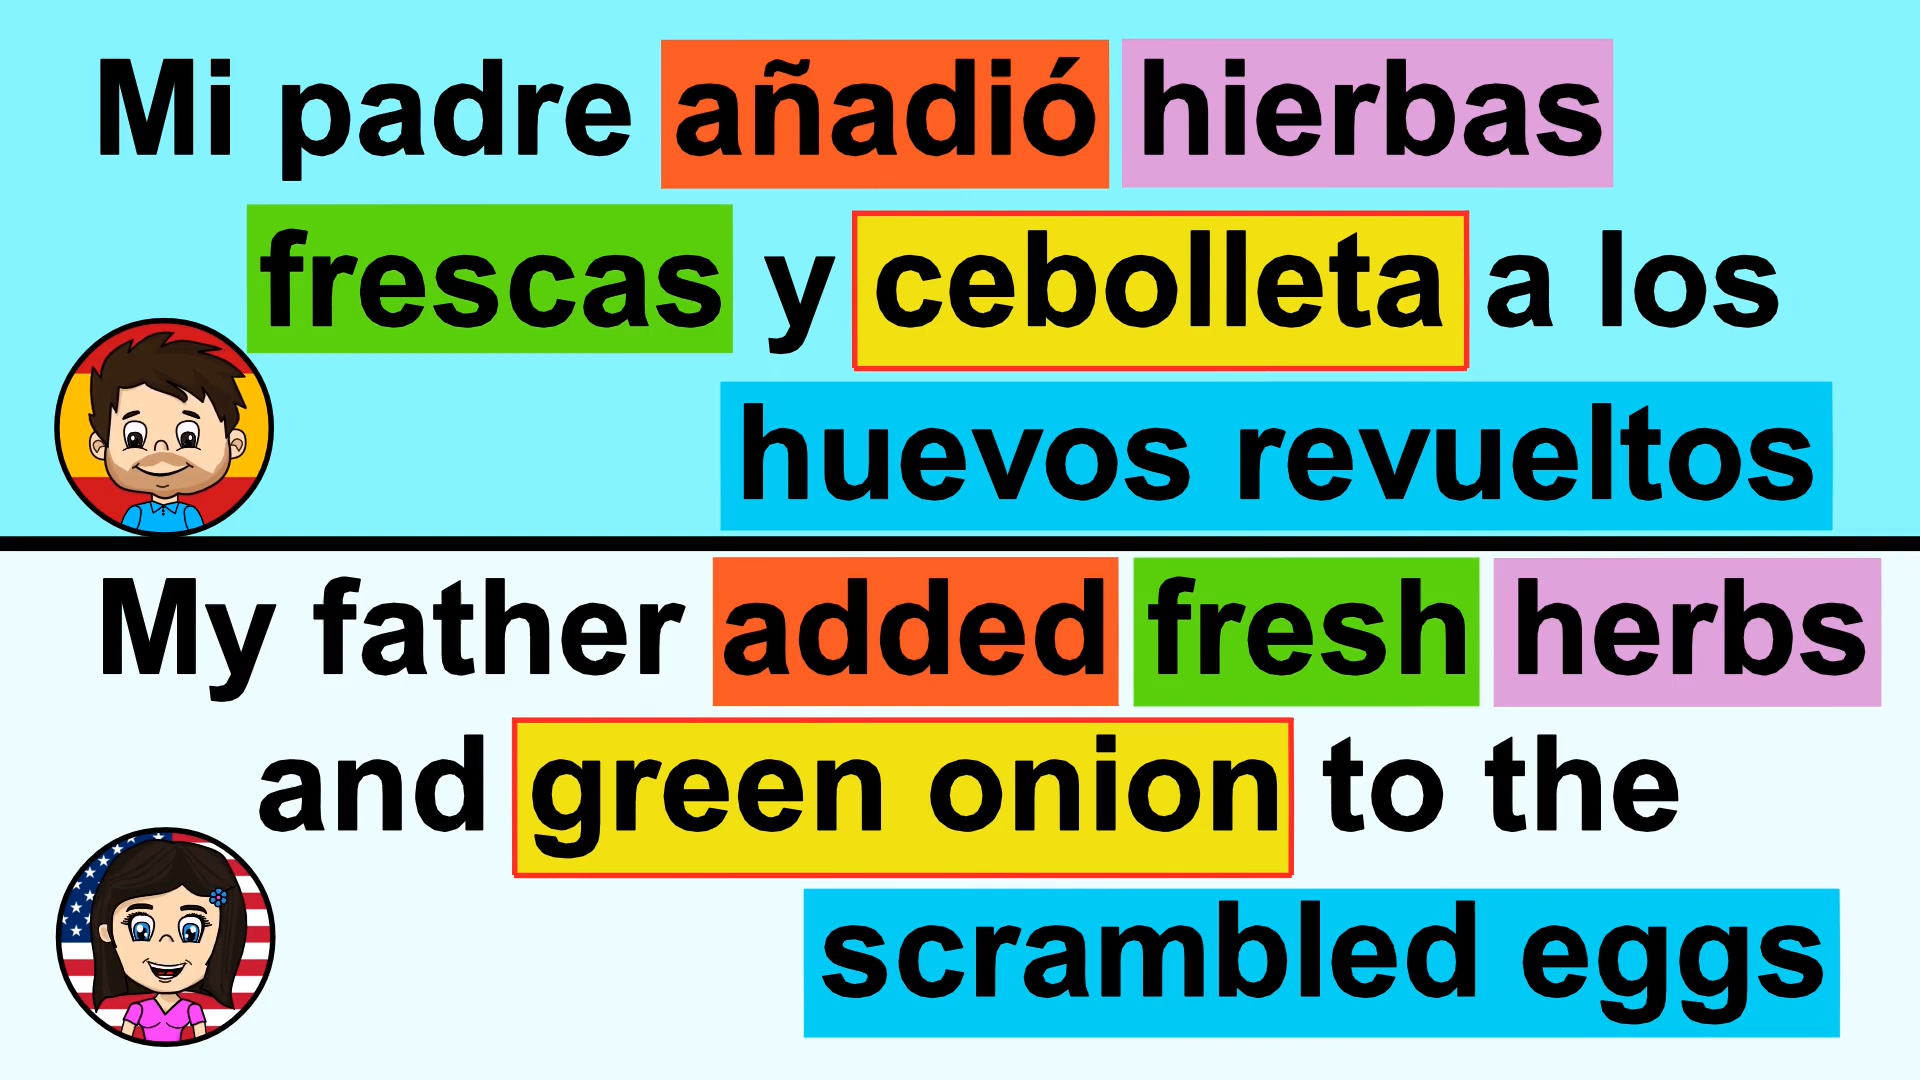 Mi padre añadió hierbas
frescas y cebolleta a los
huevos revueltos
My father added fresh herbs
and green onion to the
scrambled eggs